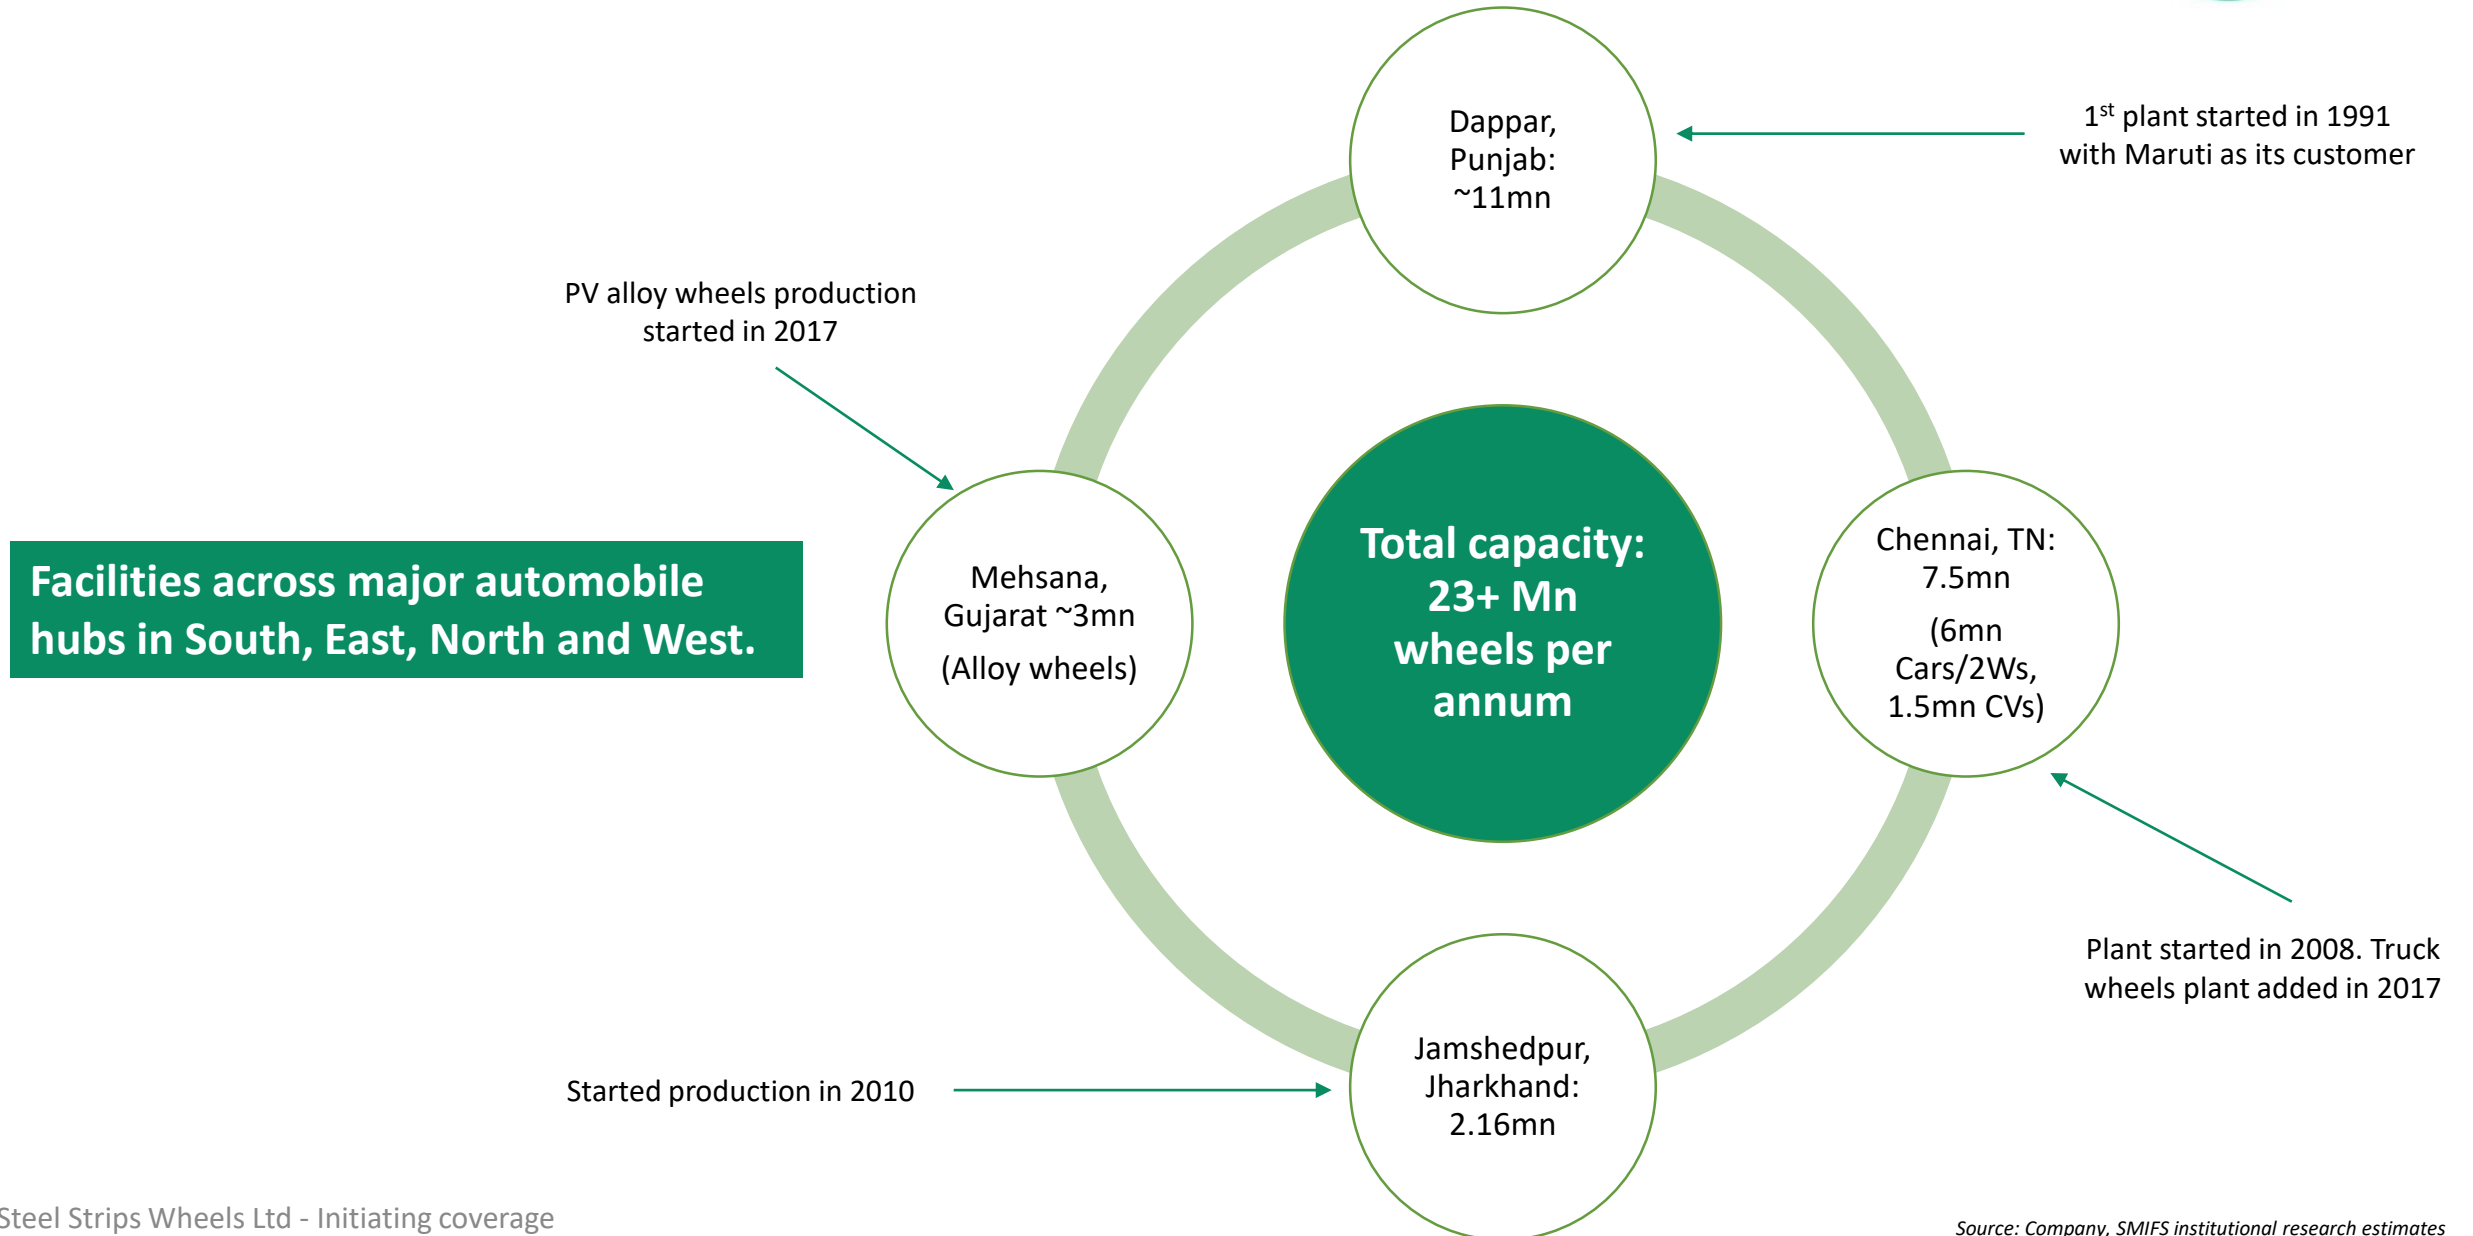 Dappar,
Punjab:
~11mn
1st plant started in 1991
with Maruti as its customer
PV alloy wheels production
started in 2017
Facilities across major automobile
hubs in South, East, North and West.
Mehsana,
Gujarat ~3mn
(Alloy wheels)
Total capacity:
23+ Mn
wheels per
annum
Chennai, TN:
7.5mn
(6mn
Cars/2Ws,
1.5mn CVs)
Plant started in 2008. Truck
wheels plant added in 2017
Jamshedpur,
Jharkhand:
2.16mn
Started production in 2010
Steel Strips Wheels Ltd - Initiating coverage
Source: Company, SMIFS institutional research estimates